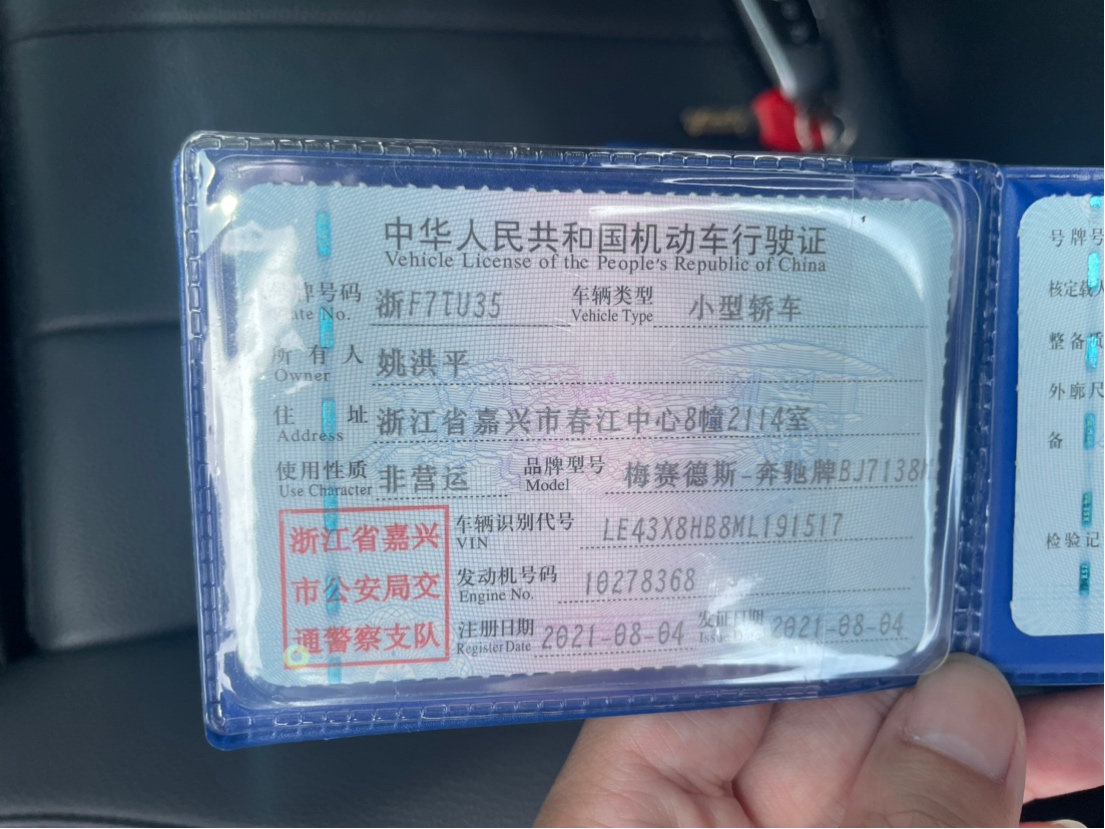 中华人民共和国机动车行驶证
Vehicle License of the People's Republic of China
号牌号码 浙F7TU35 车辆类型 小型轿车
Plate No. Vehicle Type
所有人 姚洪平
Owner
住址 浙江省嘉兴市春江中心8幢2114室
Address
使用性质 非营运 品牌型号 梅赛德斯-奔驰牌BJ7138
Use Character Model
浙江省嘉兴
市公安局交
通警察支队
车辆识别代号 LE43X8HB8ML191517
VIN
发动机号码 10278368
Engine No.
注册日期 2021-08-04 发证日期 2021-08-04
Register Date Issue Date
号牌号
核定载人
整备质
外廓尺
备
检验记